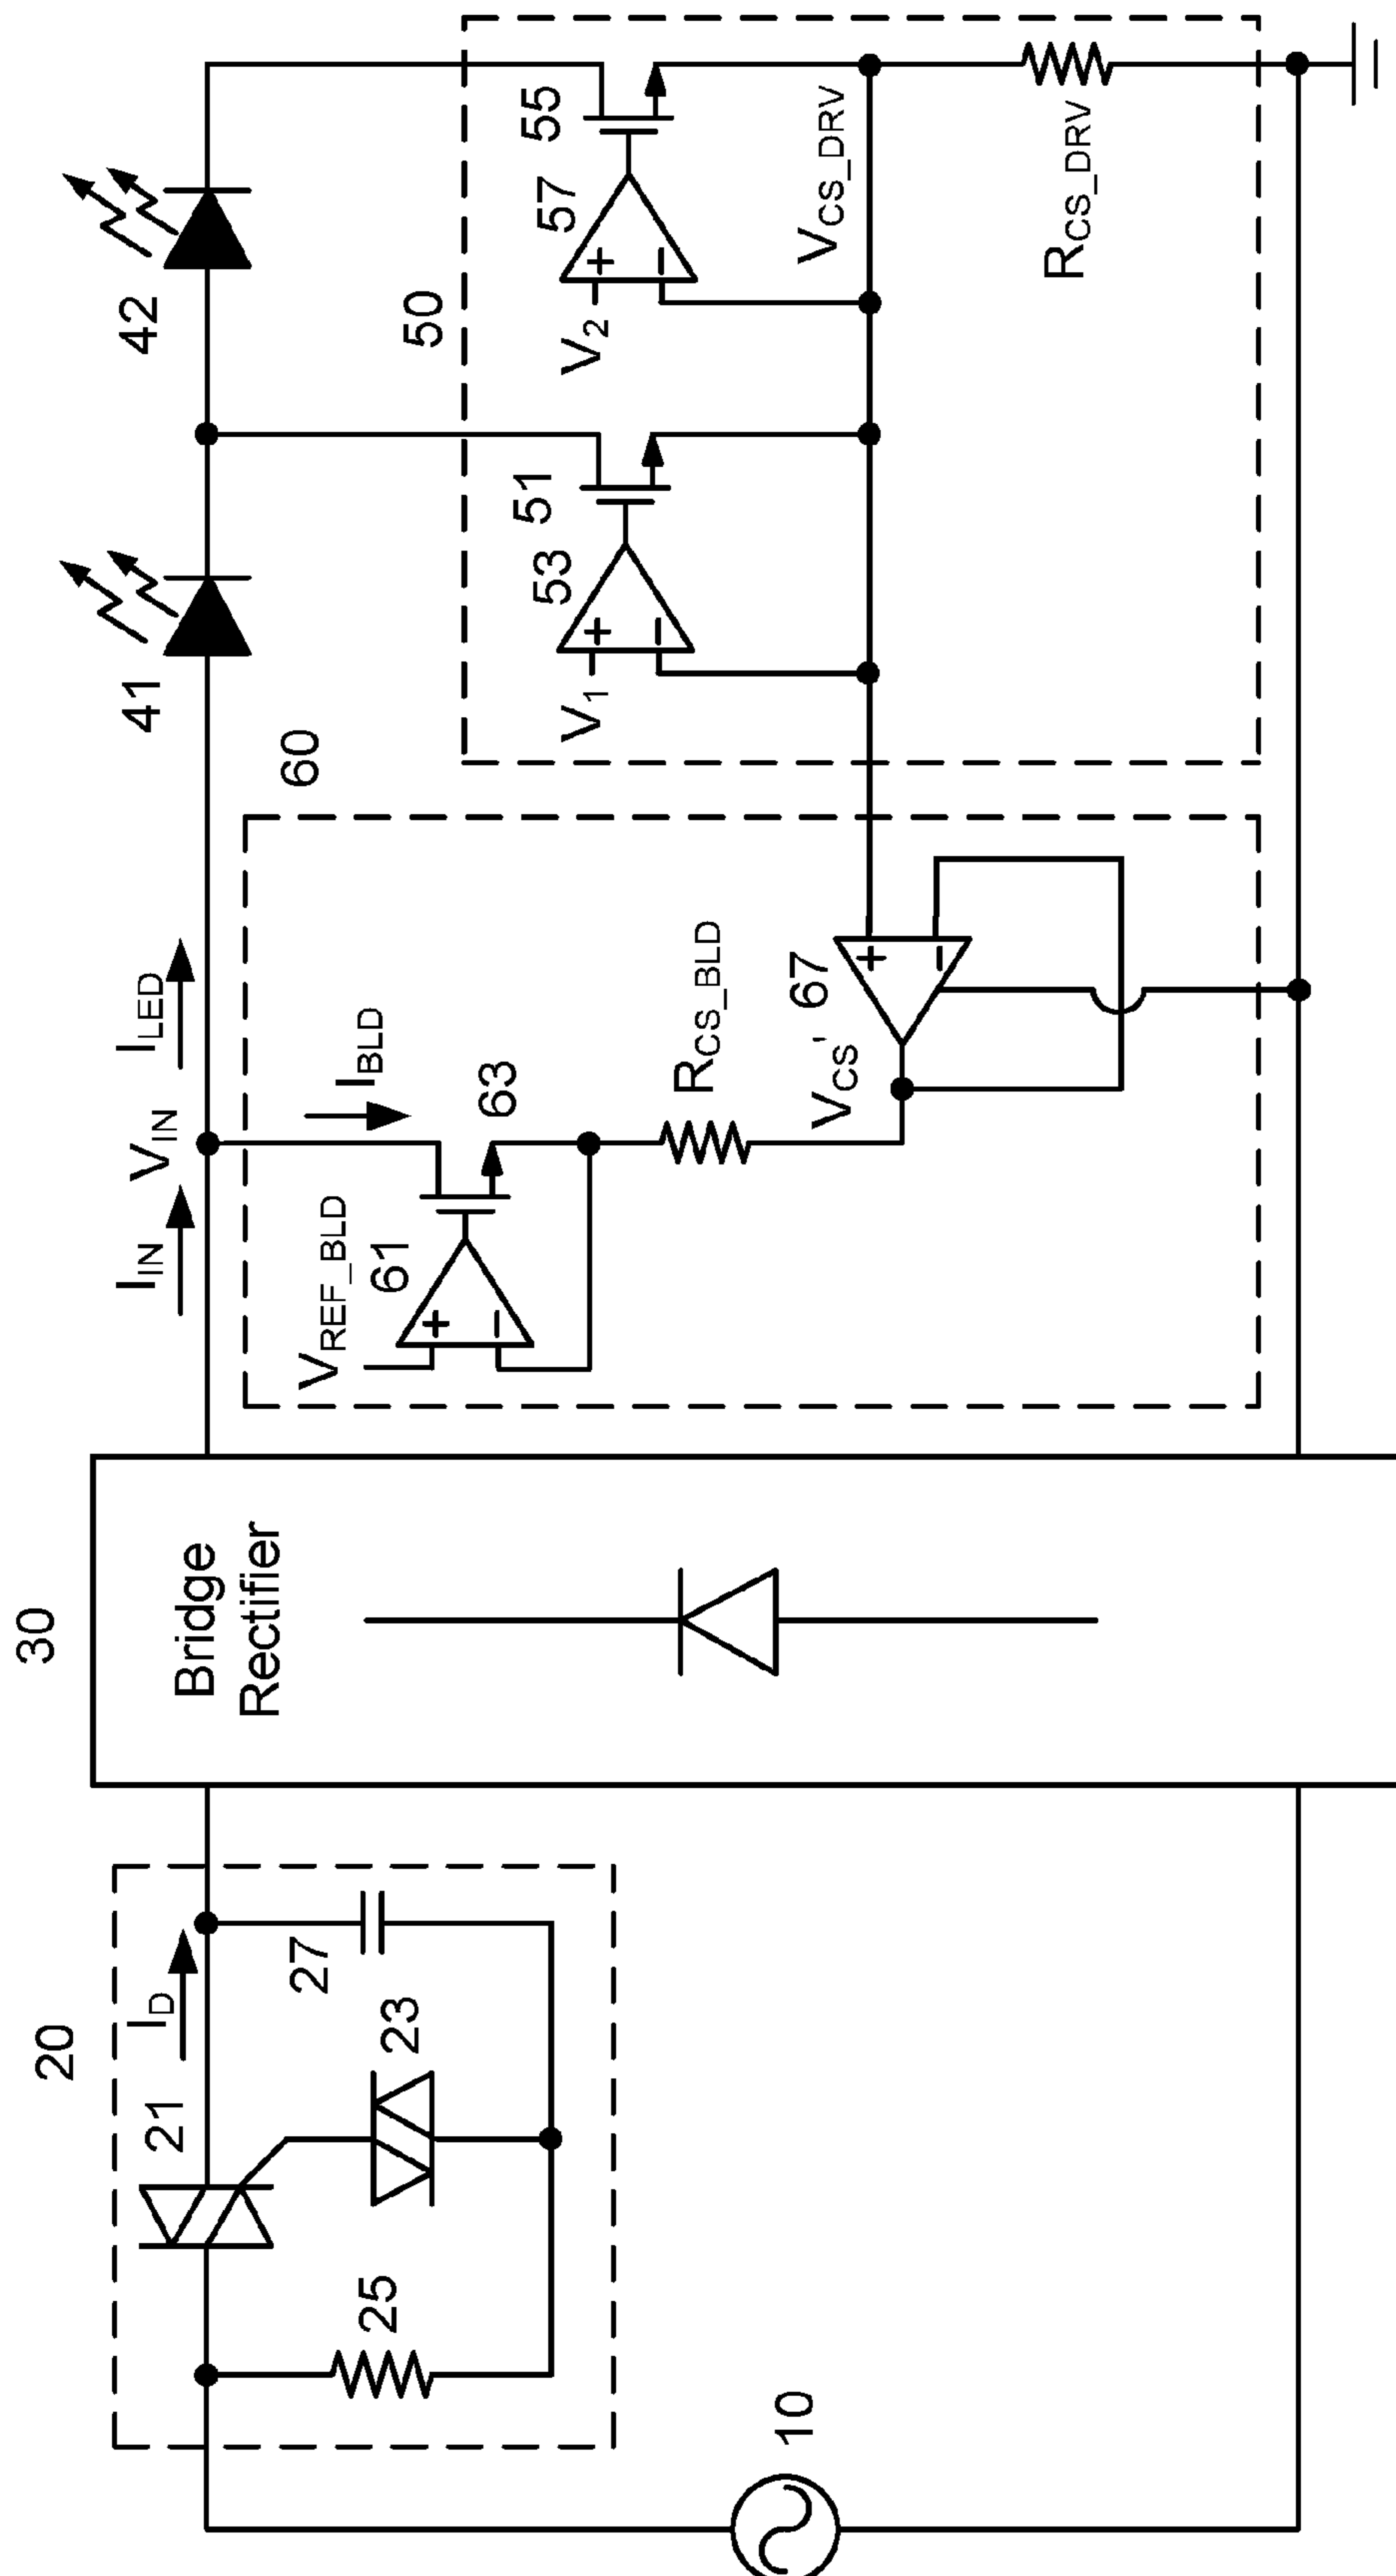 10
20
25
21
23
27
I_D
30
Bridge
Rectifier
I_IN
V_IN
I_LED
60
V_REF_BLD
61
+
−
63
I_BLD
R_CS_BLD
V_CS'
67
+
−
41
42
50
V_1
53
+
−
51
V_2
57
+
−
55
V_CS_DRV
R_CS_DRV